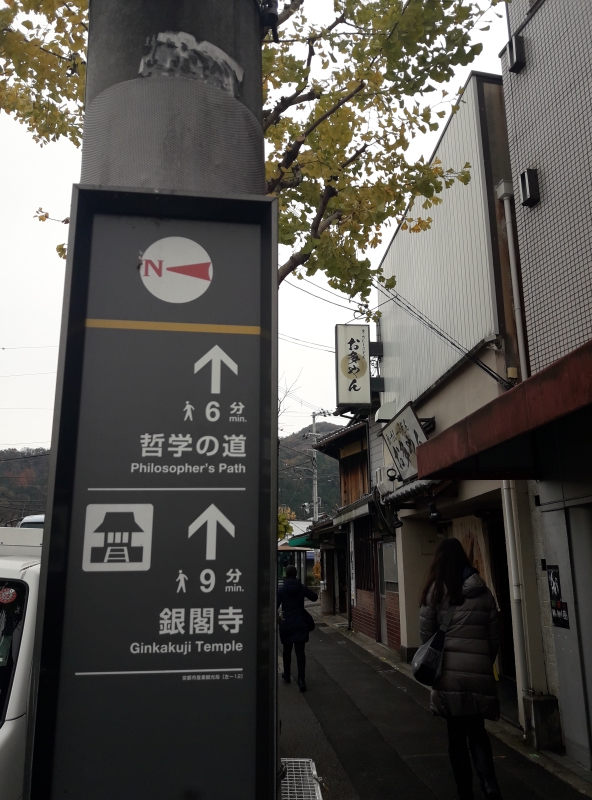 N
6 分
min.
哲学の道
Philosopher's Path
9 分
min.
銀閣寺
Ginkakuji Temple
おやん